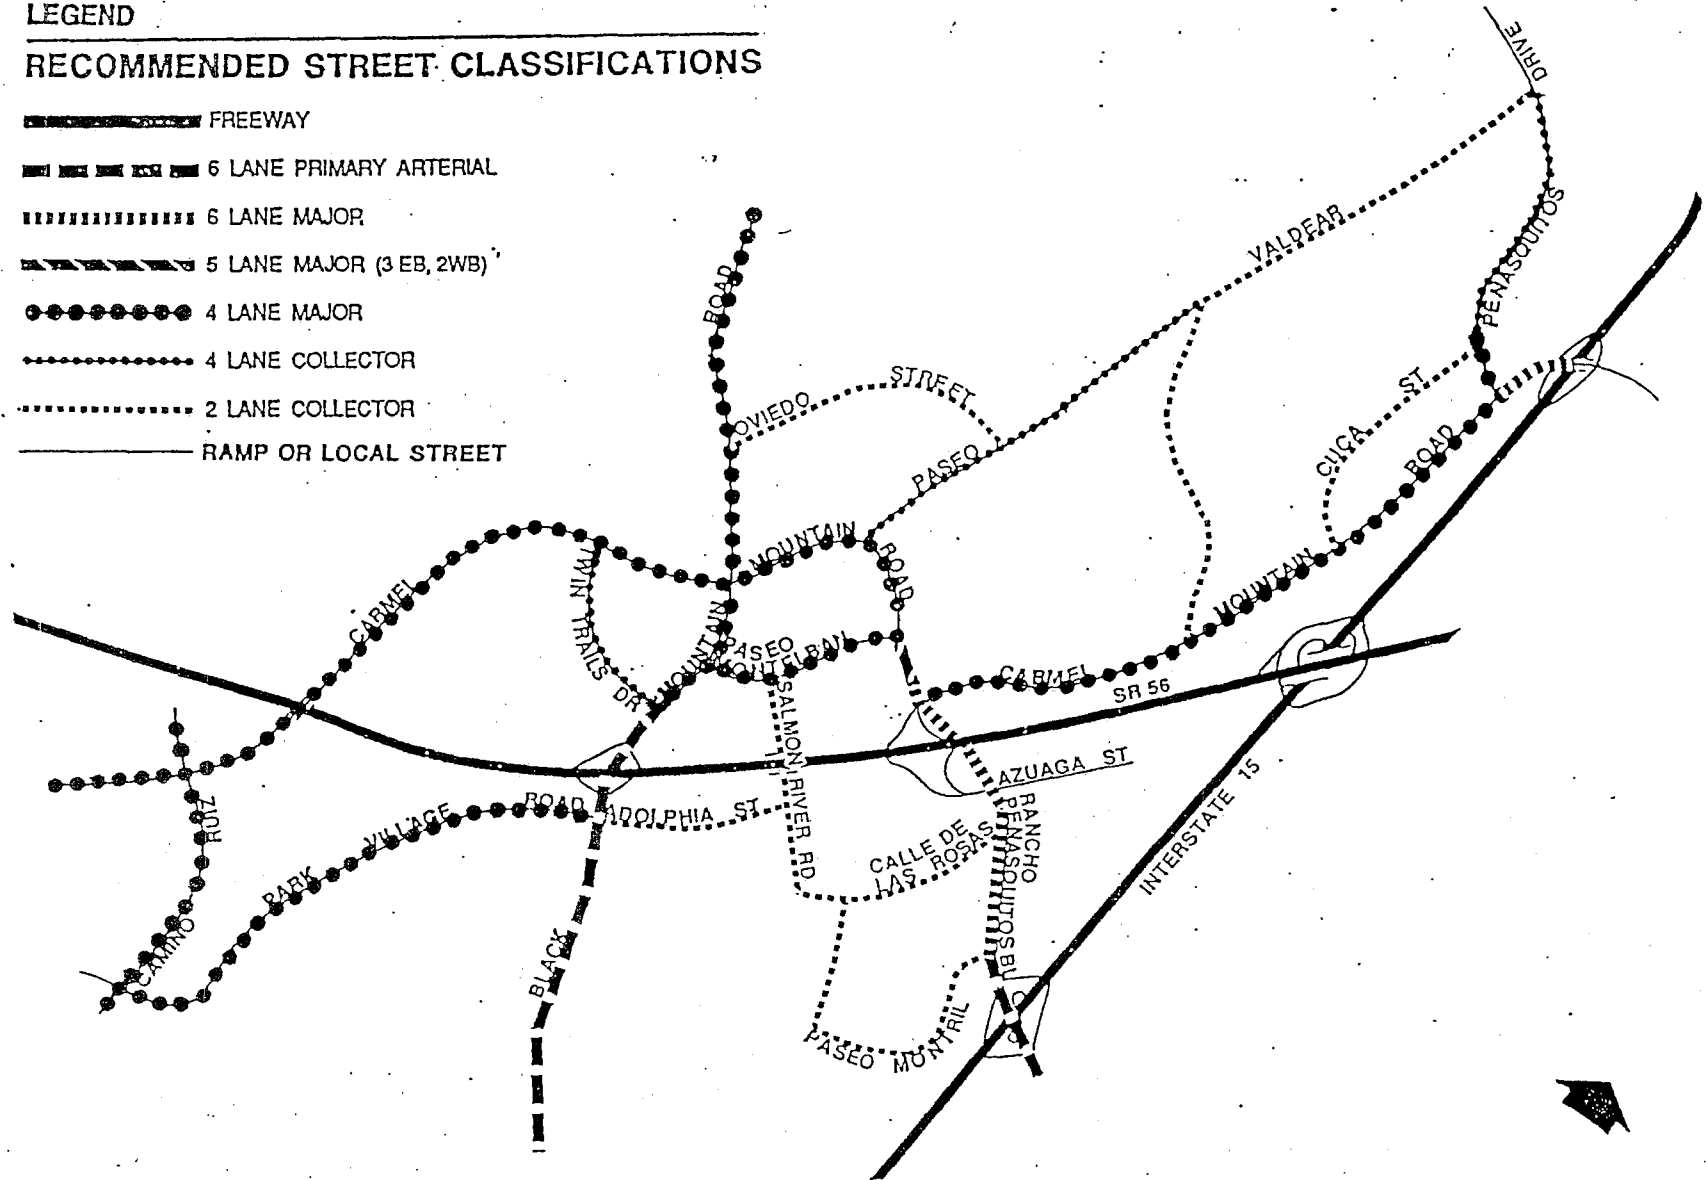 LEGEND
RECOMMENDED STREET CLASSIFICATIONS
FREEWAY
6 LANE PRIMARY ARTERIAL
6 LANE MAJOR
5 LANE MAJOR (3 EB, 2WB)
4 LANE MAJOR
4 LANE COLLECTOR
2 LANE COLLECTOR
RAMP OR LOCAL STREET
DRIVE
PENASQUITOS
VALDEAR
ROAD
OVIEDO STREET
PASEO
CUCA ST
ROAD
MOUNTAIN
CARMEL
MOUNTAIN
ROAD
CARMEL
TWIN TRAILS DR
MOUNTAIN
PASEO
MONTELBAN
SR 56
SALMON RIVER RD
AZUAGA ST
RUIZ
CAMINO
PARK VILLAGE ROAD
ADOLPHIA ST
CALLE DE
LAS ROSAS
RANCHO
PENASQUITOS BL
INTERSTATE 15
BLACK
PASEO MONTRIL